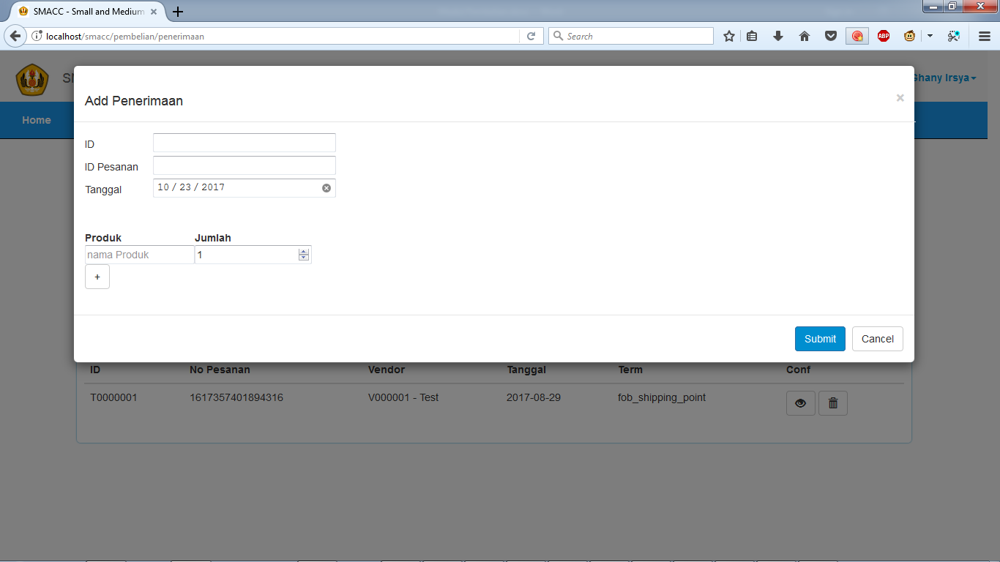 SMACC - Small and Medium
localhost/smacc/pembelian/penerimaan
Search
ABP
Ghany Irsya
Home
Add Penerimaan
×
ID
ID Pesanan
Tanggal
10 / 23 / 2017
Produk Jumlah
nama Produk 1
+
Submit Cancel
ID No Pesanan Vendor Tanggal Term Conf
T0000001 1617357401894316 V000001 - Test 2017-08-29 fob_shipping_point